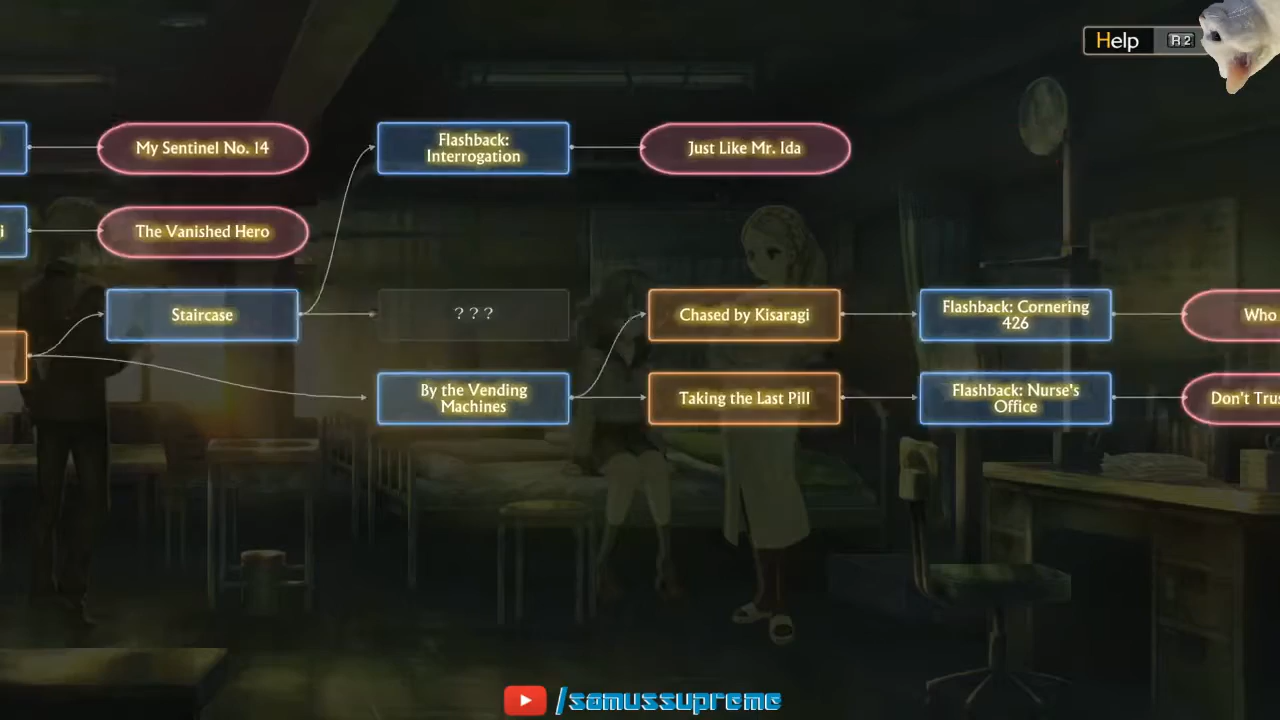 Help R2
My Sentinel No. 14
Flashback:
Interrogation
Just Like Mr. Ida
i
The Vanished Hero
Staircase
???
Chased by Kisaragi
Flashback: Cornering
426
Who
By the Vending
Machines
Taking the Last Pill
Flashback: Nurse's
Office
Don't Trus
/samussupreme